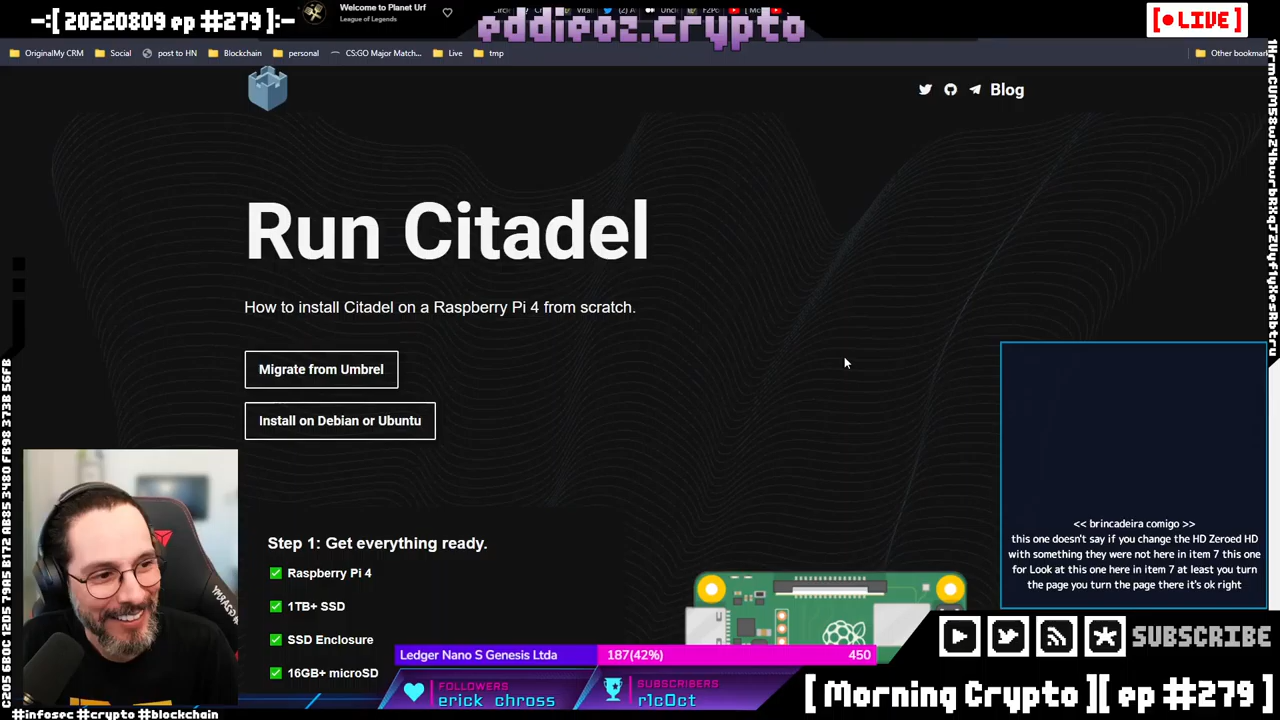 -:[ 20220809 ep #279 ]:-
Welcome to Planet Urf
League of Legends
eddieoz.crypto
[•LIVE]
OriginalMy CRM
Social
post to HN
Blockchain
personal
CS:GO Major Match...
Live
tmp
Other bookmar
Blog
Run Citadel
How to install Citadel on a Raspberry Pi 4 from scratch.
Migrate from Umbrel
Install on Debian or Ubuntu
Step 1: Get everything ready.
Raspberry Pi 4
1TB+ SSD
SSD Enclosure
16GB+ microSD
<< brincadeira comigo >>
this one doesn't say if you change the HD Zeroed HD
with something they were not here in item 7 this one
for Look at this one here in item 7 at least you turn
the page you turn the page there it's ok right
Ledger Nano S Genesis Ltda
187(42%)
450
FOLLOWERS
erick chross
SUBSCRIBERS
r1c0ct
SUBSCRIBE
[ Morning Crypto ][ ep #279 ]
#infosec #crypto #blockchain